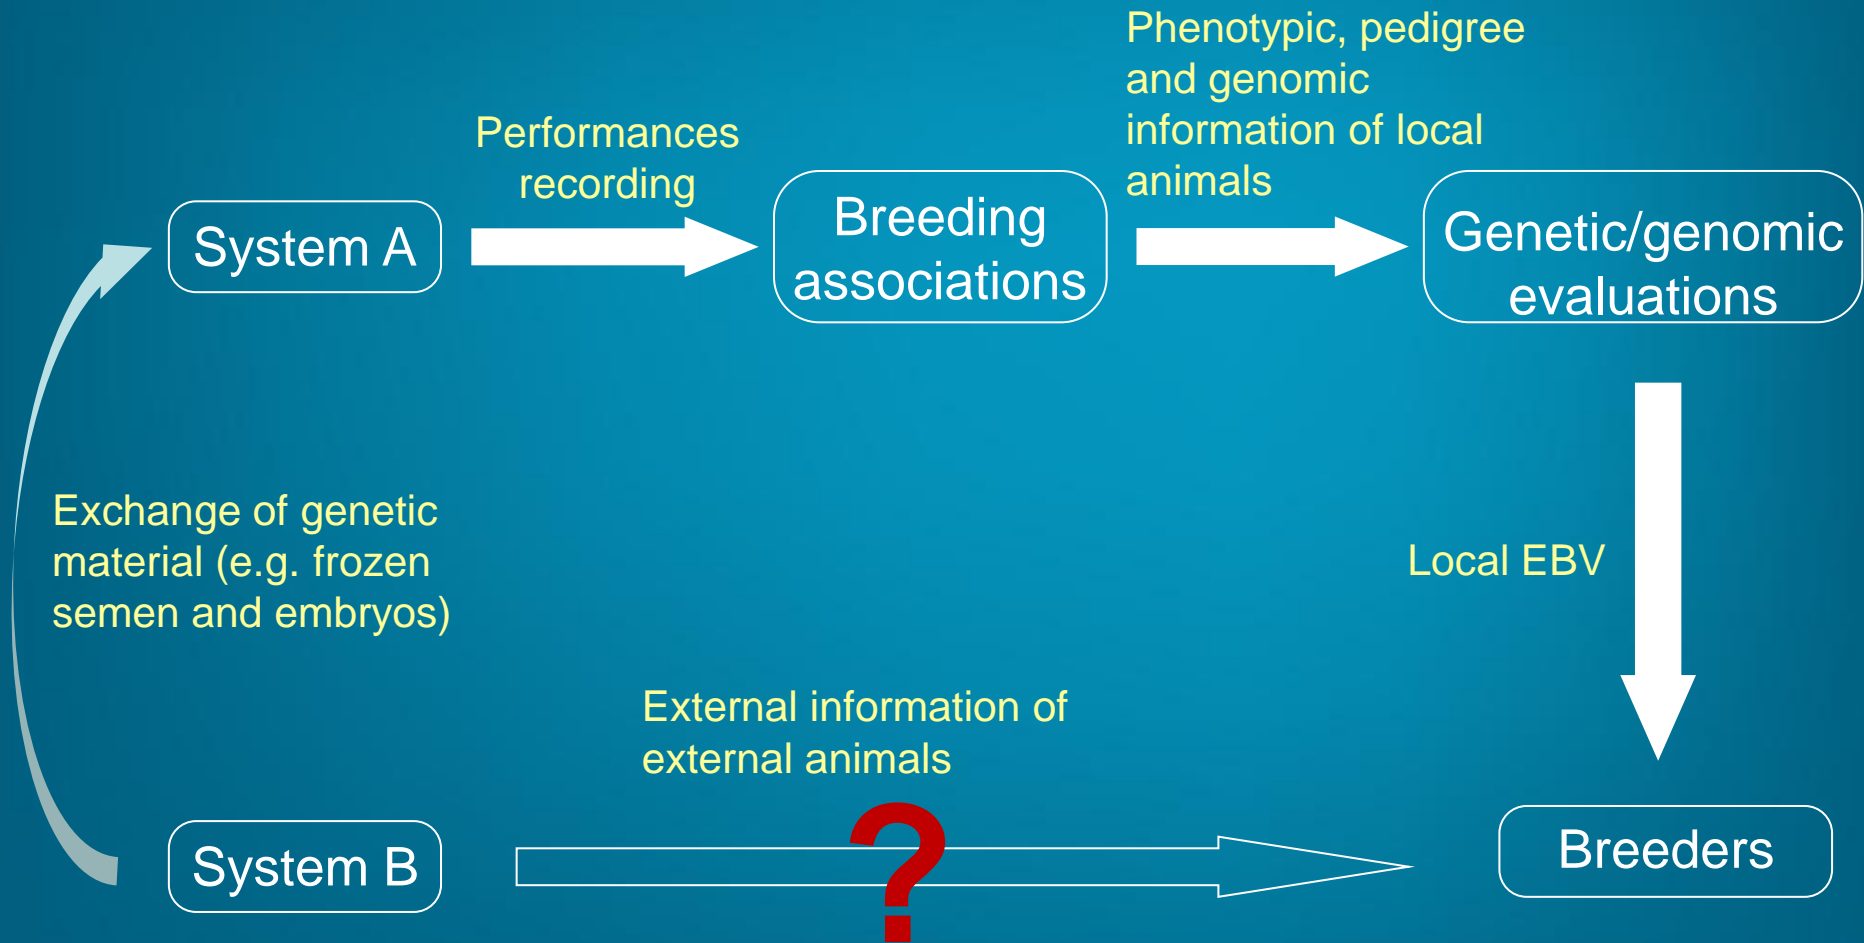 Phenotypic, pedigree
and genomic
information of local
animals
Performances
recording
System A
Breeding
associations
Genetic/genomic
evaluations
Exchange of genetic
material (e.g. frozen
semen and embryos)
Local EBV
External information of
external animals
?
System B
Breeders